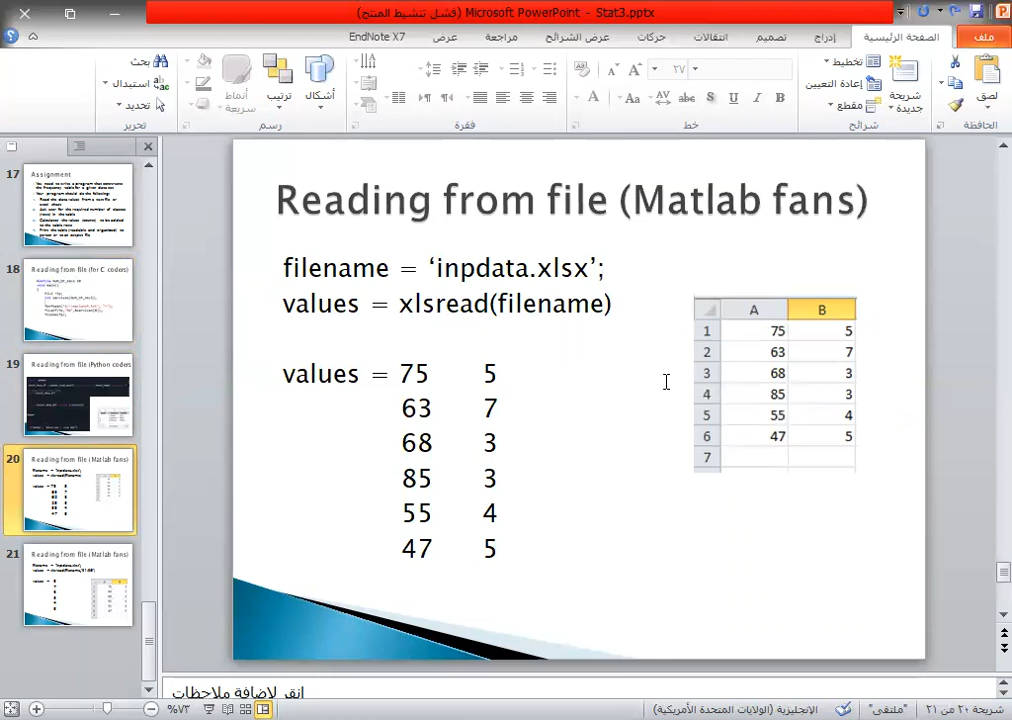 Microsoft PowerPoint - Stat3.pptx (فشل تنشيط المنتج)
ملف
الصفحة الرئيسية
إدراج
تصميم
انتقالات
حركات
عرض الشرائح
مراجعة
عرض
EndNote X7
لصق
الحافظة
شريحة جديدة
تخطيط
إعادة التعيين
مقطع
شرائح
٢٧
خط
فقرة
أشكال
ترتيب
أنماط سريعة
رسم
بحث
استبدال
تحديد
تحرير
17
Assignment
18
Reading from file (for C coders)
19
Reading from file (Python coders
20
Reading from file (Matlab fans)
21
Reading from file (Matlab fans)
Reading from file (Matlab fans)
filename = ‘inpdata.xlsx’;
values = xlsread(filename)
values = 75 5
63 7
68 3
85 3
55 4
47 5
A B
1 75 5
2 63 7
3 68 3
4 85 3
5 55 4
6 47 5
7
انقر لإضافة ملاحظات
شريحة ٢٠ من ٢١
"ملتقى"
الإنجليزية (الولايات المتحدة الأمريكية)
٧٣%